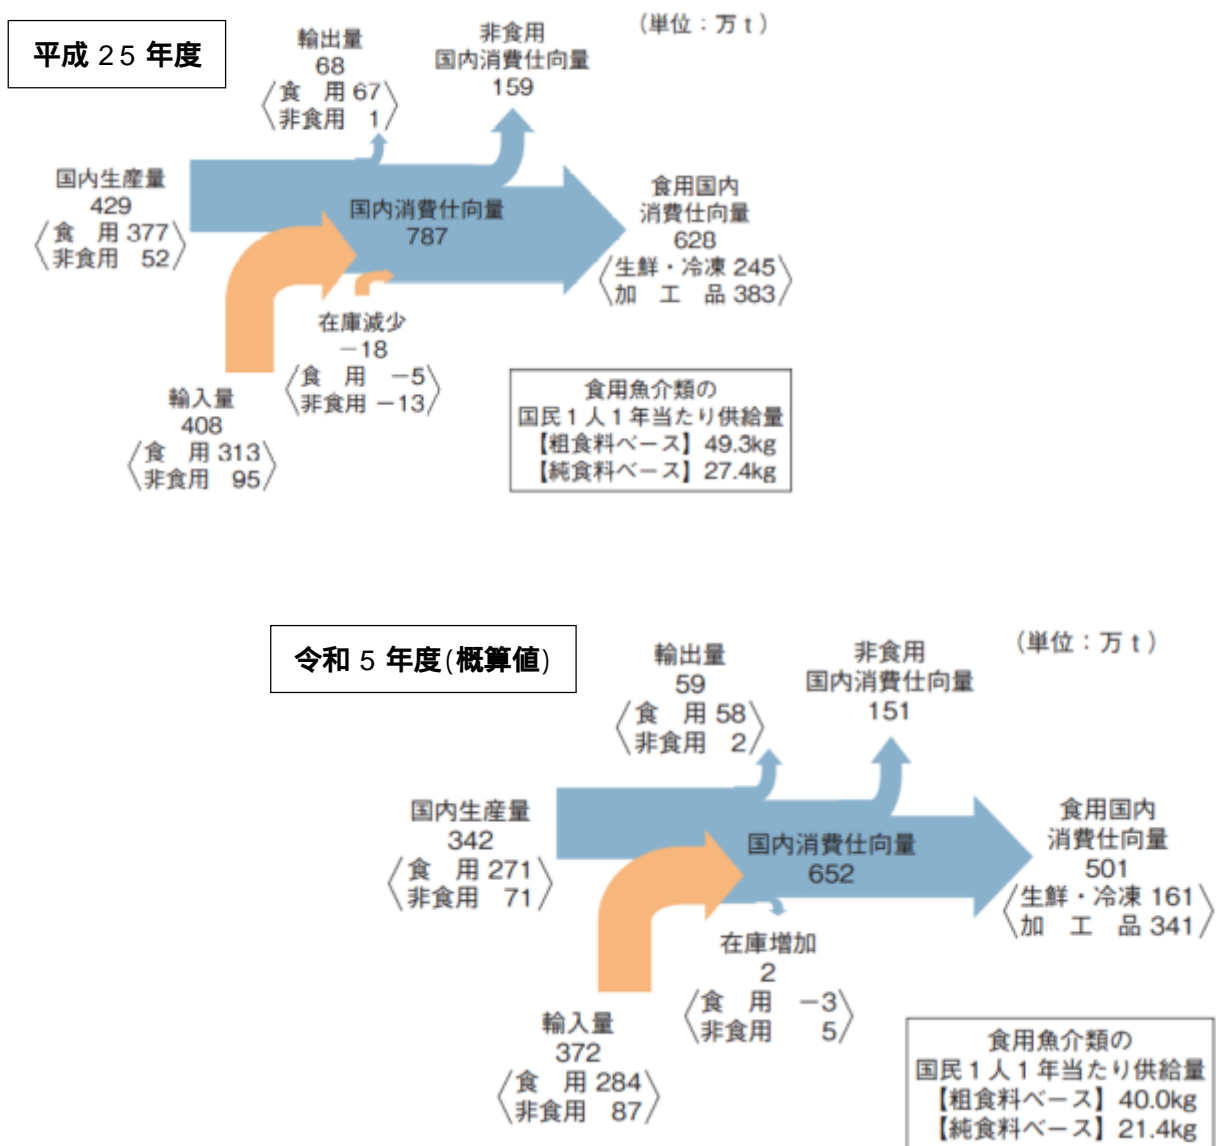 平成 25 年度
(単位:万t)
輸出量
68
〈食 用 67
非食用 1〉
非食用
国内消費仕向量
159
国内生産量
429
〈食 用 377
非食用 52〉
国内消費仕向量
787
食用国内
消費仕向量
628
〈生鮮・冷凍 245
加 工 品 383〉
在庫減少
-18
〈食 用 -5
非食用 -13〉
輸入量
408
〈食 用 313
非食用 95〉
食用魚介類の
国民1人1年当たり供給量
【粗食料ベース】49.3kg
【純食料ベース】27.4kg
令和 5 年度(概算値)
(単位:万t)
輸出量
59
〈食 用 58
非食用 2〉
非食用
国内消費仕向量
151
国内生産量
342
〈食 用 271
非食用 71〉
国内消費仕向量
652
食用国内
消費仕向量
501
〈生鮮・冷凍 161
加 工 品 341〉
在庫増加
2
〈食 用 -3
非食用 5〉
輸入量
372
〈食 用 284
非食用 87〉
食用魚介類の
国民1人1年当たり供給量
【粗食料ベース】40.0kg
【純食料ベース】21.4kg